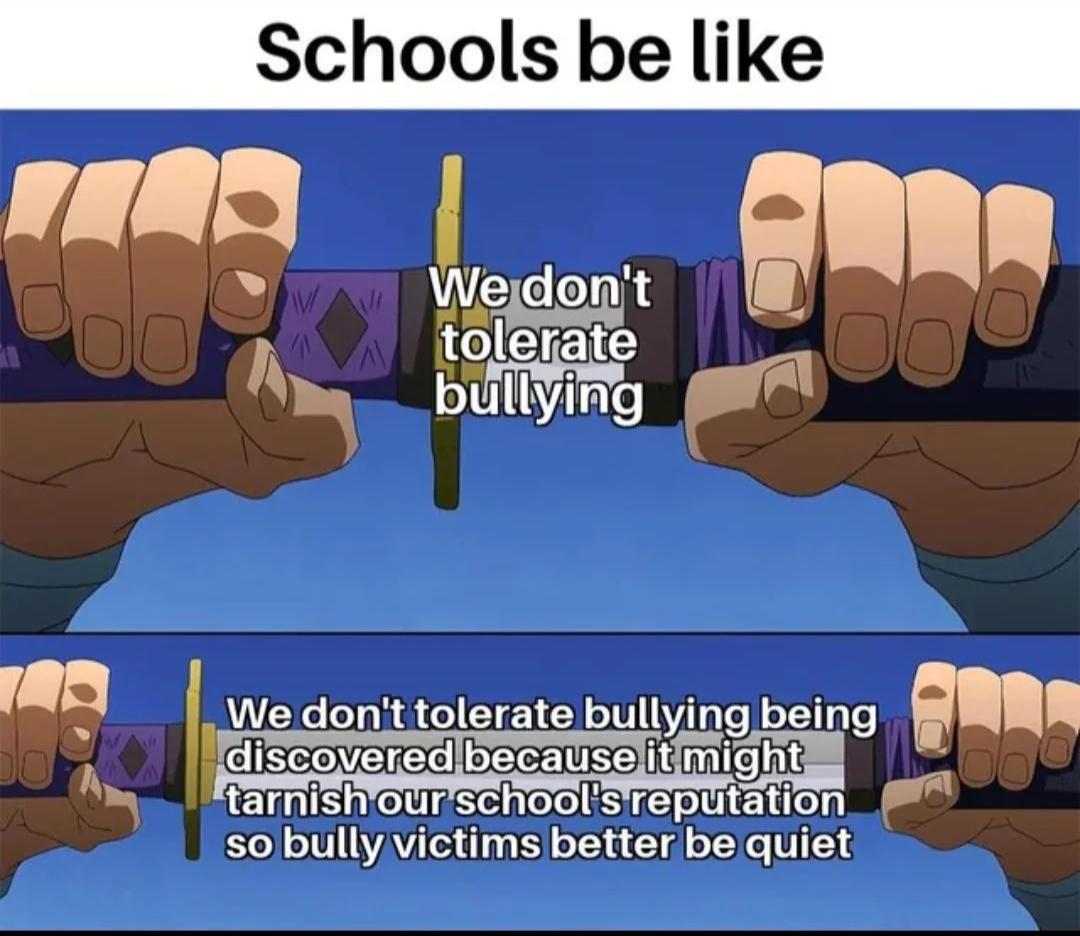 Schools be like
We don't
tolerate
bullying
We don't tolerate bullying being
discovered because it might
tarnish our school's reputation
so bully victims better be quiet